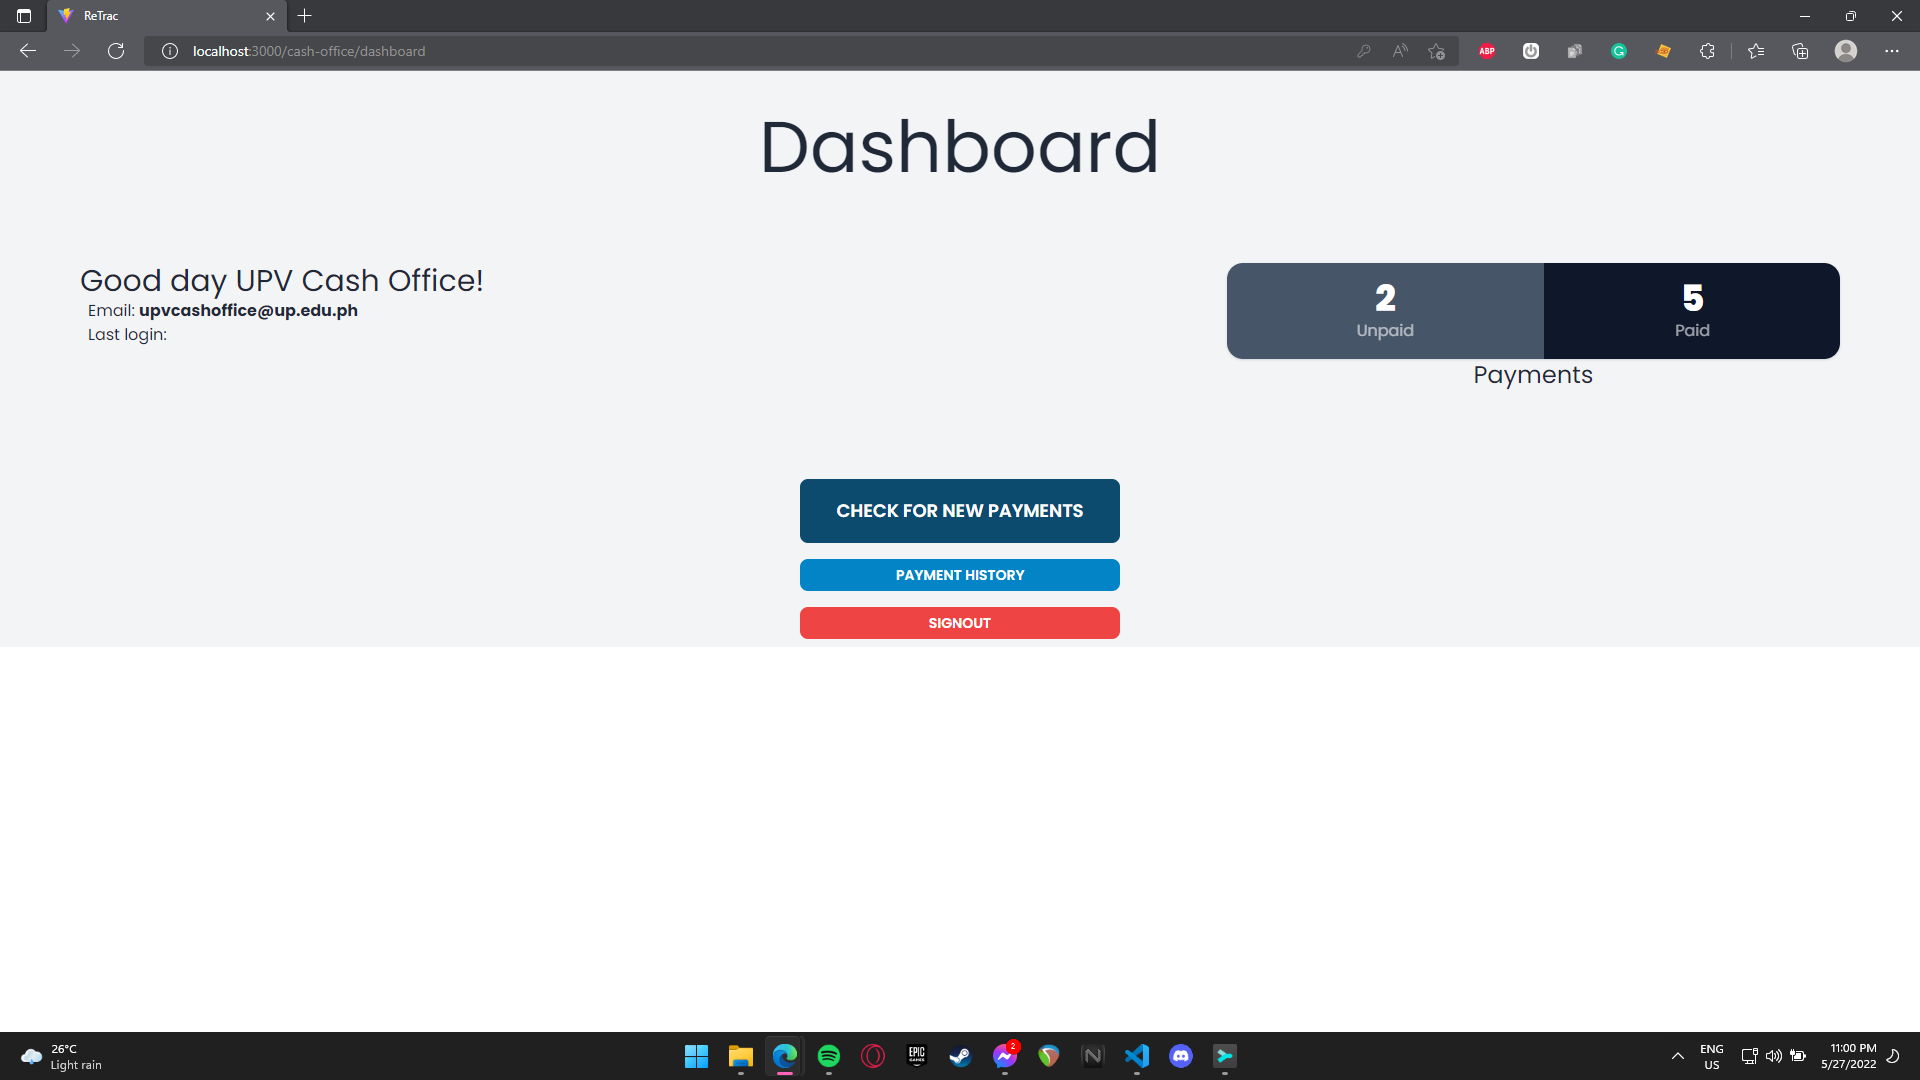 ReTrac
localhost:3000/cash-office/dashboard
ABP
Dashboard
Good day UPV Cash Office!
Email: upvcashoffice@up.edu.ph
Last login:
2
Unpaid
5
Paid
Payments
CHECK FOR NEW PAYMENTS
PAYMENT HISTORY
SIGNOUT
26°C
Light rain
EPIC
GAMES
2
ENG
US
11:00 PM
5/27/2022